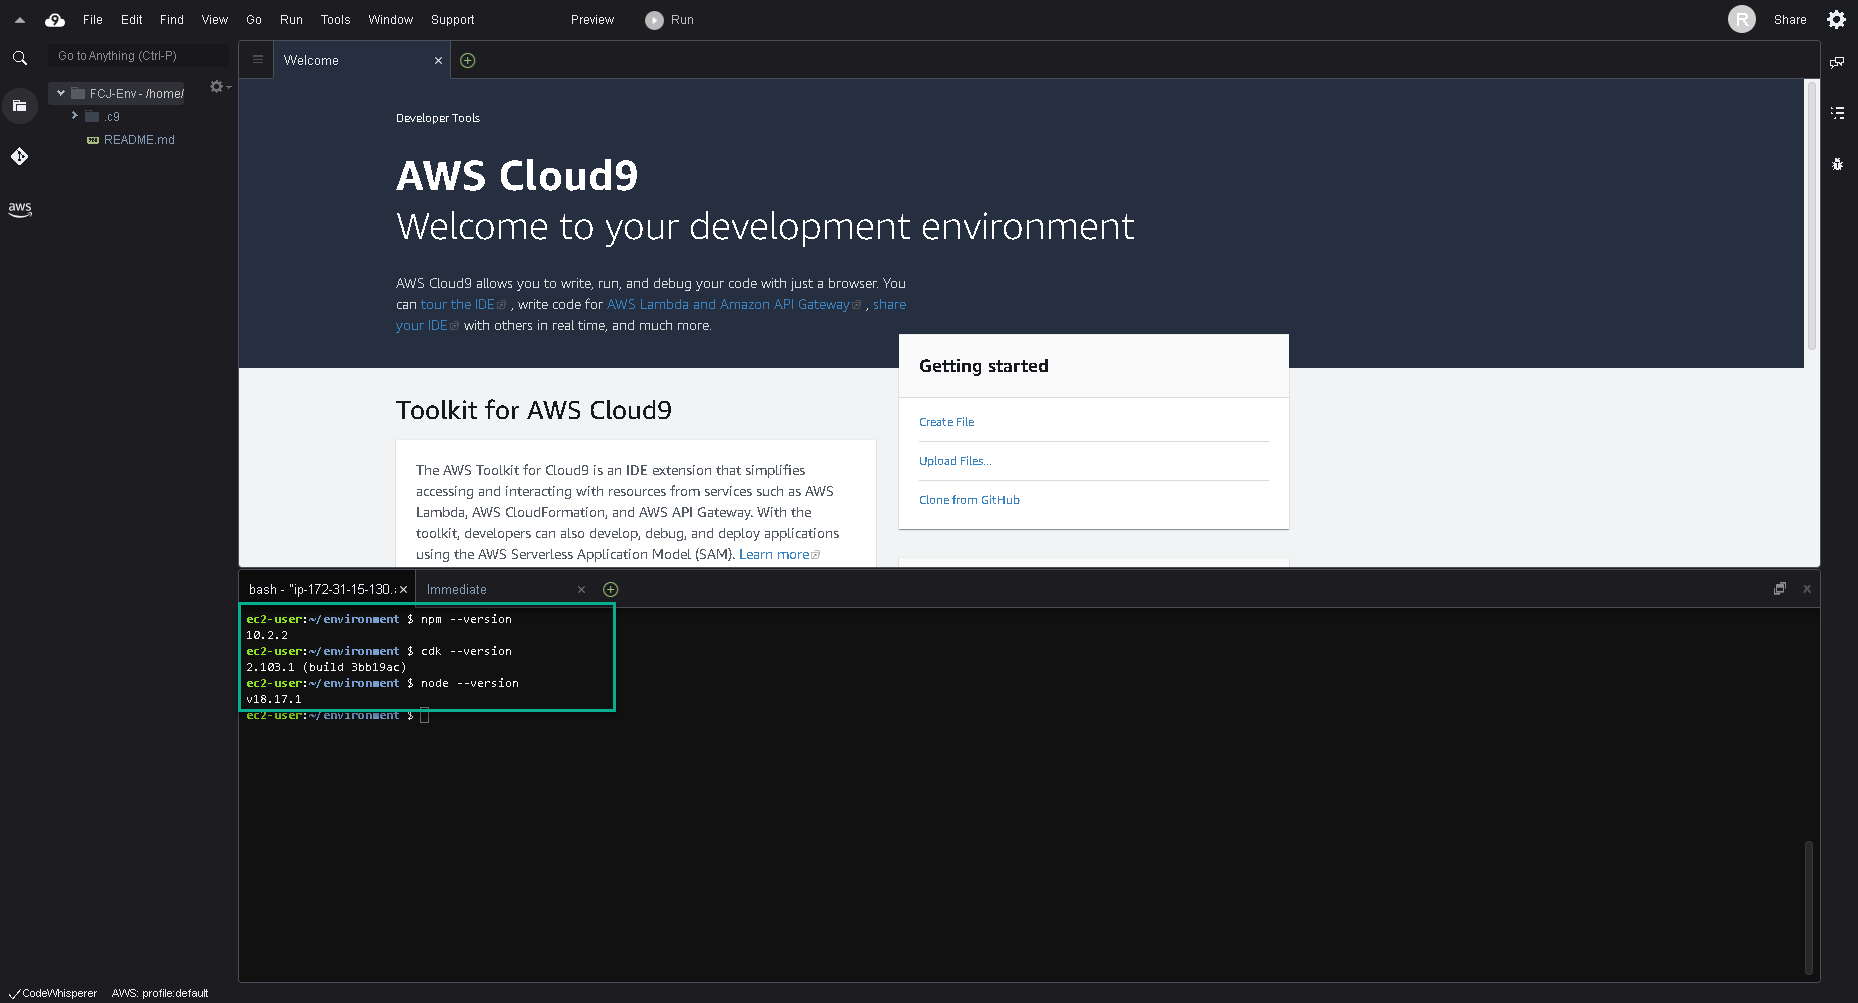 9 File Edit Find View Go Run Tools Window Support Preview Run R Share
Go to Anything (Ctrl-P)
FCJ-Env - /home/
.c9
README.md
aws
Welcome
Developer Tools
AWS Cloud9
Welcome to your development environment
AWS Cloud9 allows you to write, run, and debug your code with just a browser. You
can tour the IDE , write code for AWS Lambda and Amazon API Gateway , share
your IDE with others in real time, and much more.
Toolkit for AWS Cloud9
The AWS Toolkit for Cloud9 is an IDE extension that simplifies
accessing and interacting with resources from services such as AWS
Lambda, AWS CloudFormation, and AWS API Gateway. With the
toolkit, developers can also develop, debug, and deploy applications
using the AWS Serverless Application Model (SAM). Learn more
Getting started
Create File
Upload Files...
Clone from GitHub
bash - "ip-172-31-15-130.: Immediate
ec2-user:~/environment $ npm --version
10.2.2
ec2-user:~/environment $ cdk --version
2.103.1 (build 3bb19ac)
ec2-user:~/environment $ node --version
v18.17.1
ec2-user:~/environment $
CodeWhisperer AWS: profile:default